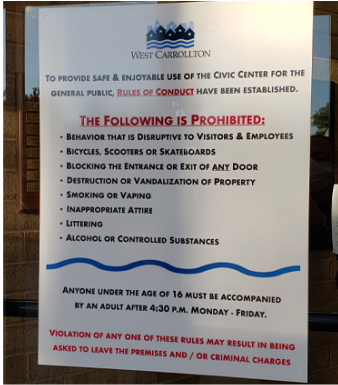 WEST CARROLLTON
TO PROVIDE SAFE & ENJOYABLE USE OF THE CIVIC CENTER FOR THE
GENERAL PUBLIC, RULES OF CONDUCT HAVE BEEN ESTABLISHED.
THE FOLLOWING IS PROHIBITED:
• BEHAVIOR THAT IS DISRUPTIVE TO VISITORS & EMPLOYEES
• BICYCLES, SCOOTERS OR SKATEBOARDS
• BLOCKING THE ENTRANCE OR EXIT OF ANY DOOR
• DESTRUCTION OR VANDALIZATION OF PROPERTY
• SMOKING OR VAPING
• INAPPROPRIATE ATTIRE
• LITTERING
• ALCOHOL OR CONTROLLED SUBSTANCES
ANYONE UNDER THE AGE OF 16 MUST BE ACCOMPANIED
BY AN ADULT AFTER 4:30 P.M. MONDAY - FRIDAY.
VIOLATION OF ANY ONE OF THESE RULES MAY RESULT IN BEING
ASKED TO LEAVE THE PREMISES AND / OR CRIMINAL CHARGES